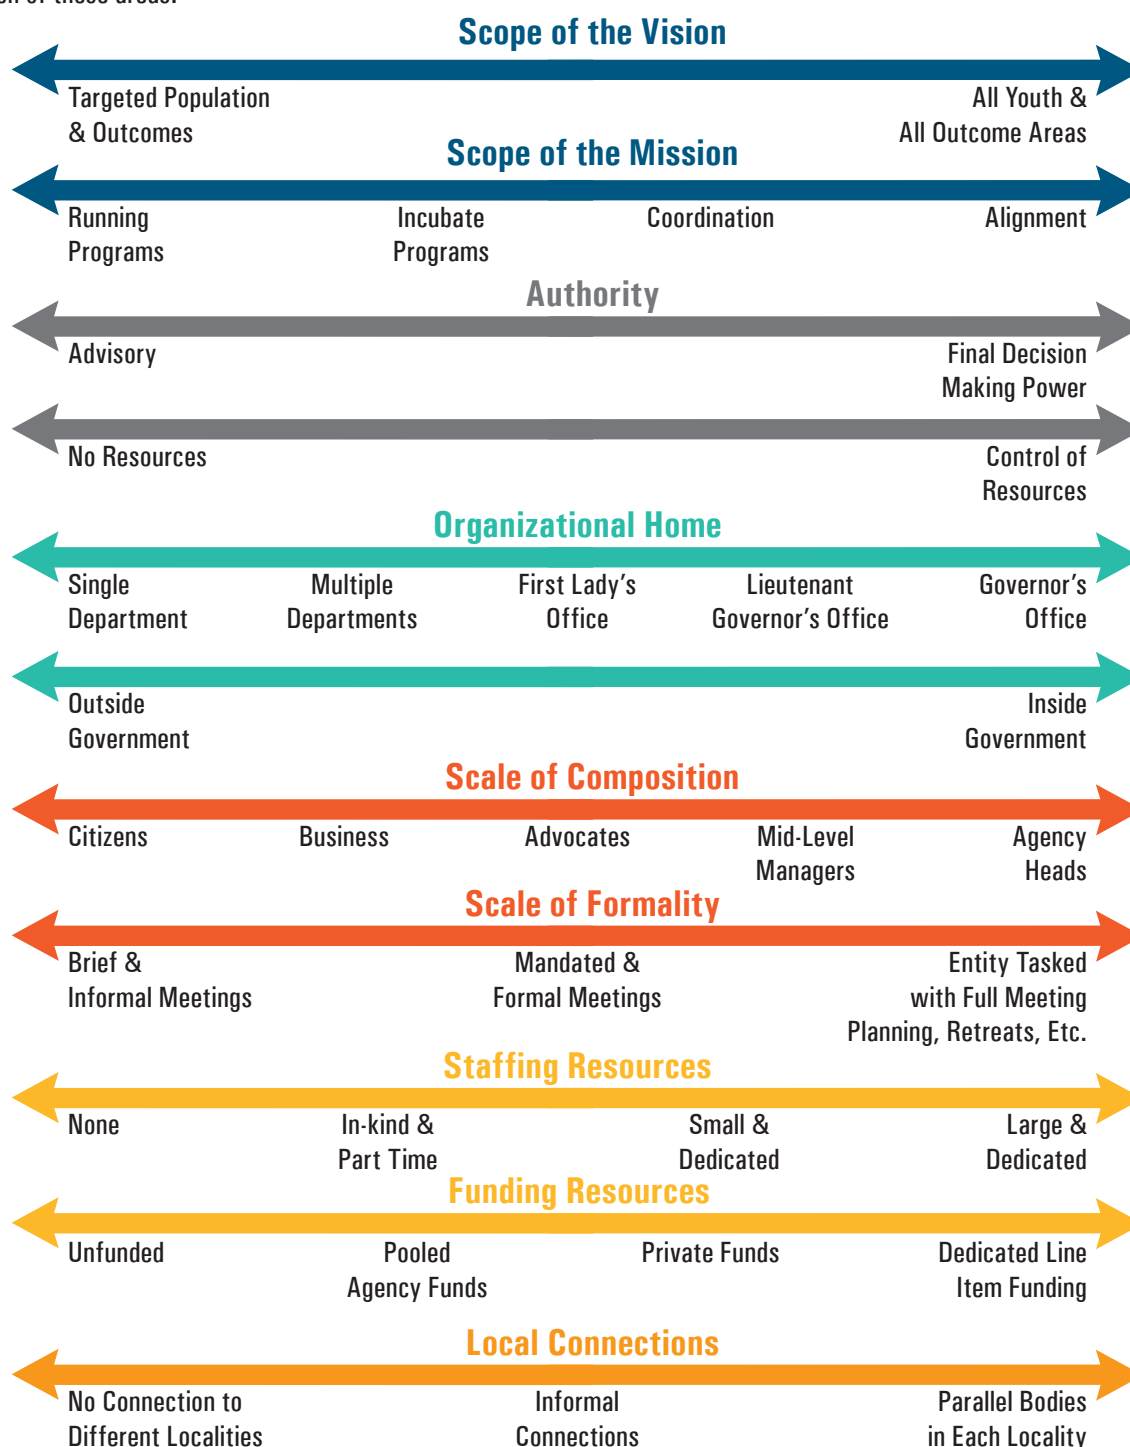 of these areas.
Scope of the Vision
Targeted Population All Youth &
& Outcomes All Outcome Areas
Scope of the Mission
Running Incubate Coordination Alignment
Programs Programs
Authority
Advisory Final Decision
Making Power
No Resources Control of
Resources
Organizational Home
Single Multiple First Lady's Lieutenant Governor's
Department Departments Office Governor's Office Office
Outside Inside
Government Government
Scale of Composition
Citizens Business Advocates Mid-Level Agency
Managers Heads
Scale of Formality
Brief & Mandated & Entity Tasked
Informal Meetings Formal Meetings with Full Meeting
Planning, Retreats, Etc.
Staffing Resources
None In-kind & Small & Large &
Part Time Dedicated Dedicated
Funding Resources
Unfunded Pooled Private Funds Dedicated Line
Agency Funds Item Funding
Local Connections
No Connection to Informal Parallel Bodies
Different Localities Connections in Each Locality